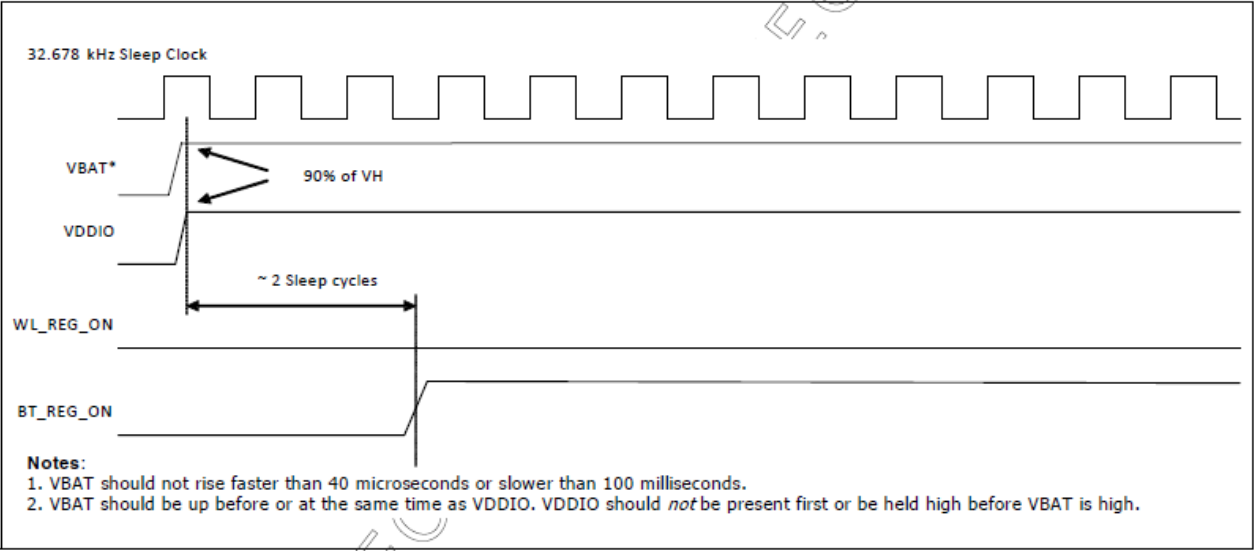 32.678 kHz Sleep Clock
VBAT*
90% of VH
VDDIO
~ 2 Sleep cycles
WL_REG_ON
BT_REG_ON
Notes:
1. VBAT should not rise faster than 40 microseconds or slower than 100 milliseconds.
2. VBAT should be up before or at the same time as VDDIO. VDDIO should not be present first or be held high before VBAT is high.